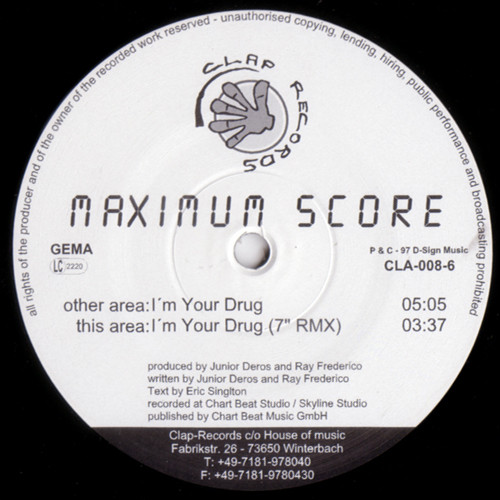 all rights of the producer and of the owner of the recorded work reserved - unauthorised copying, lending, hiring, public performance and broadcasting prohibited
CLAP RECORDS
MAXIMUM SCORE
GEMA
P & C - 97 D-Sign Music
LC 2220
CLA-008-6
other area:I´m Your Drug 05:05
this area:I´m Your Drug (7" RMX) 03:37
produced by Junior Deros and Ray Frederico
written by Junior Deros and Ray Frederico
Text by Eric Singlton
recorded at Chart Beat Studio / Skyline Studio
published by Chart Beat Music GmbH
Clap-Records c/o House of music
Fabrikstr. 26 - 73650 Winterbach
T: +49-7181-978040
F: +49-7181-9780430